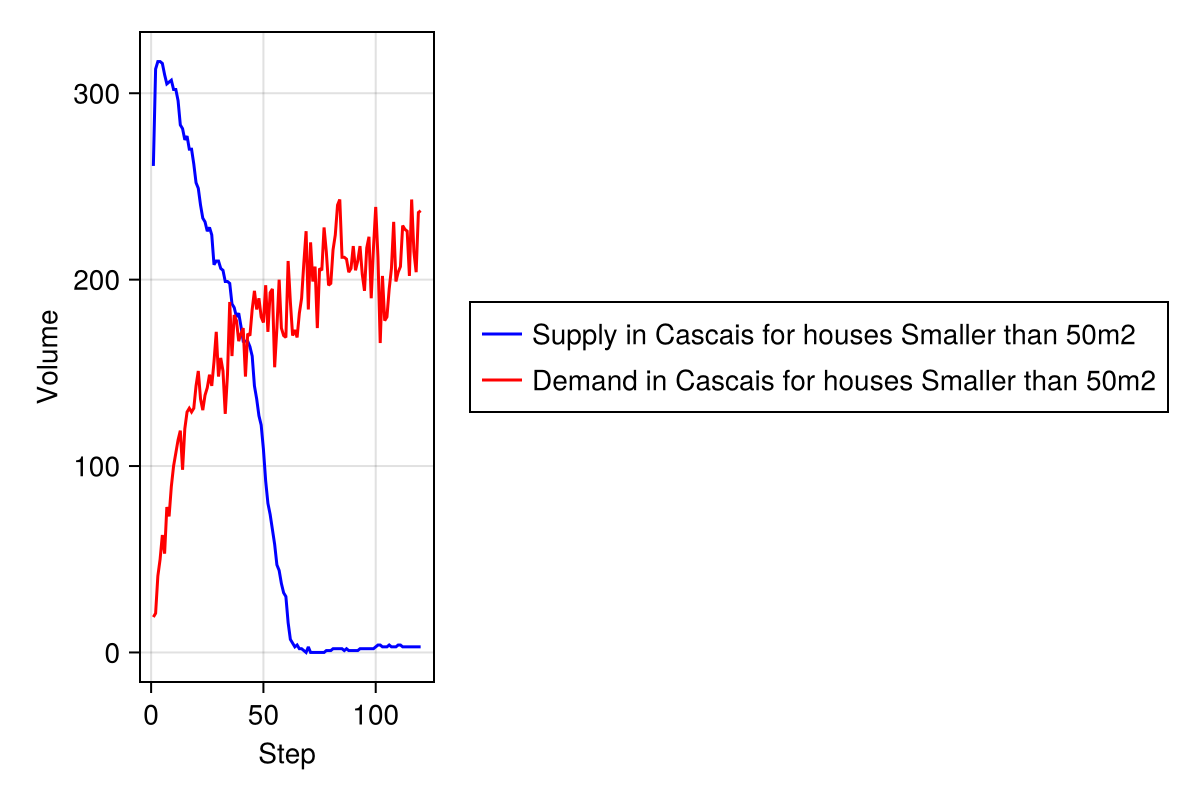 300
200
100
0
Volume
0 50 100
Step
Supply in Cascais for houses Smaller than 50m2
Demand in Cascais for houses Smaller than 50m2